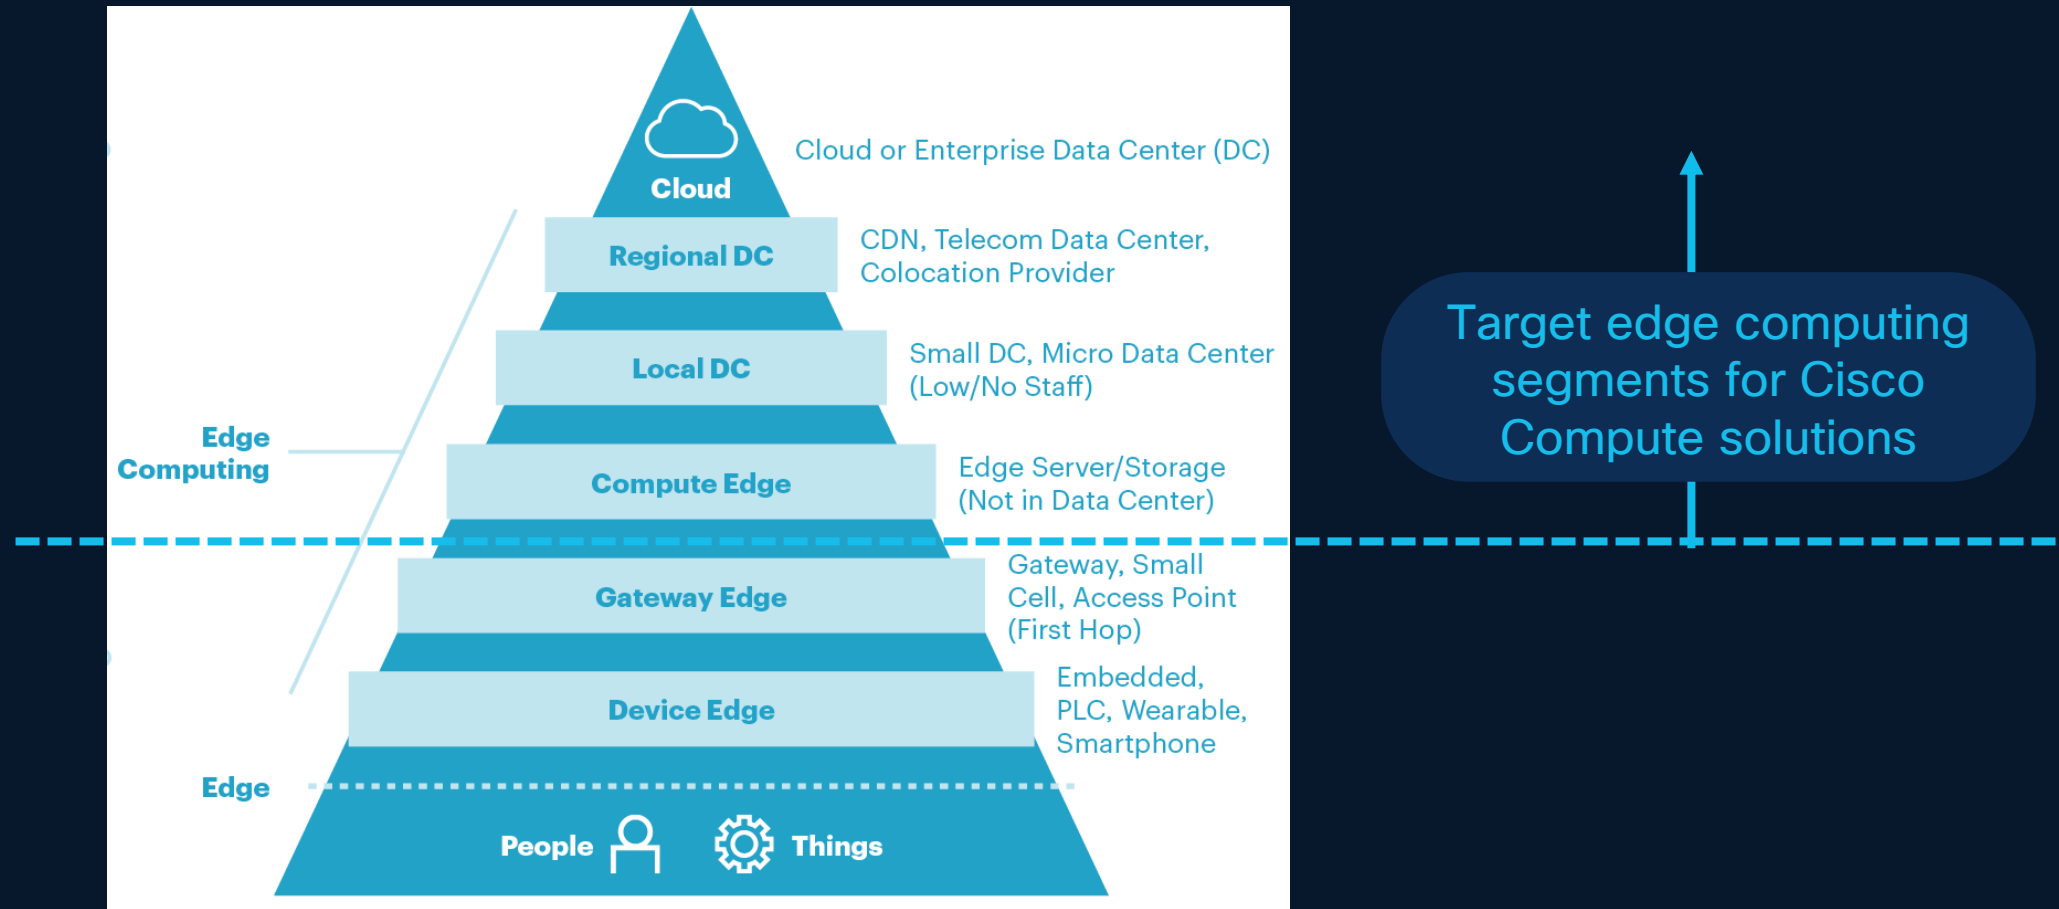 Cloud
Cloud or Enterprise Data Center (DC)
Regional DC
CDN, Telecom Data Center,
Colocation Provider
Local DC
Small DC, Micro Data Center
(Low/No Staff)
Edge
Computing
Compute Edge
Edge Server/Storage
(Not in Data Center)
Gateway Edge
Gateway, Small
Cell, Access Point
(First Hop)
Device Edge
Embedded,
PLC, Wearable,
Smartphone
Edge
People
Things
Target edge computing
segments for Cisco
Compute solutions